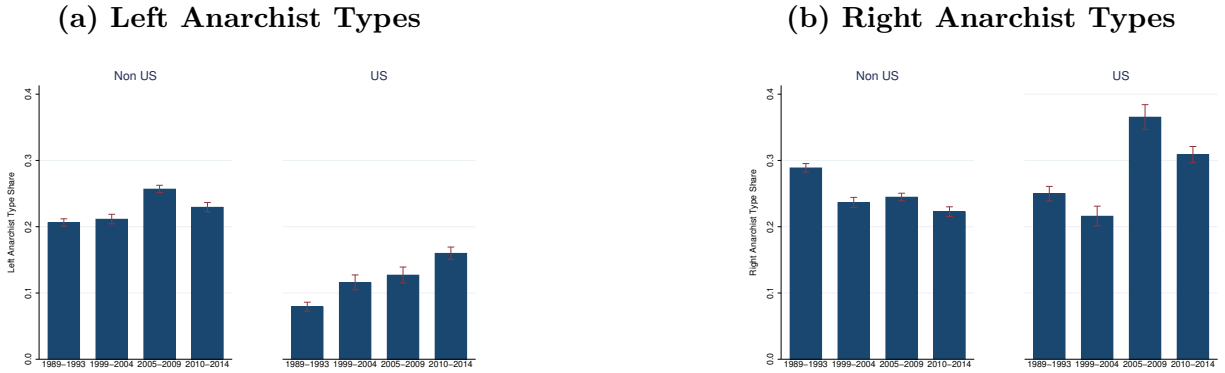 (a) Left Anarchist Types
Non US
US
Left Anarchist Type Share
0.4
0.3
0.2
0.1
0.0
1989−1993 1999−2004 2005−2009 2010−2014
1989−1993 1999−2004 2005−2009 2010−2014
(b) Right Anarchist Types
Non US
US
Right Anarchist Type Share
0.4
0.3
0.2
0.1
0.0
1989−1993 1999−2004 2005−2009 2010−2014
1989−1993 1999−2004 2005−2009 2010−2014